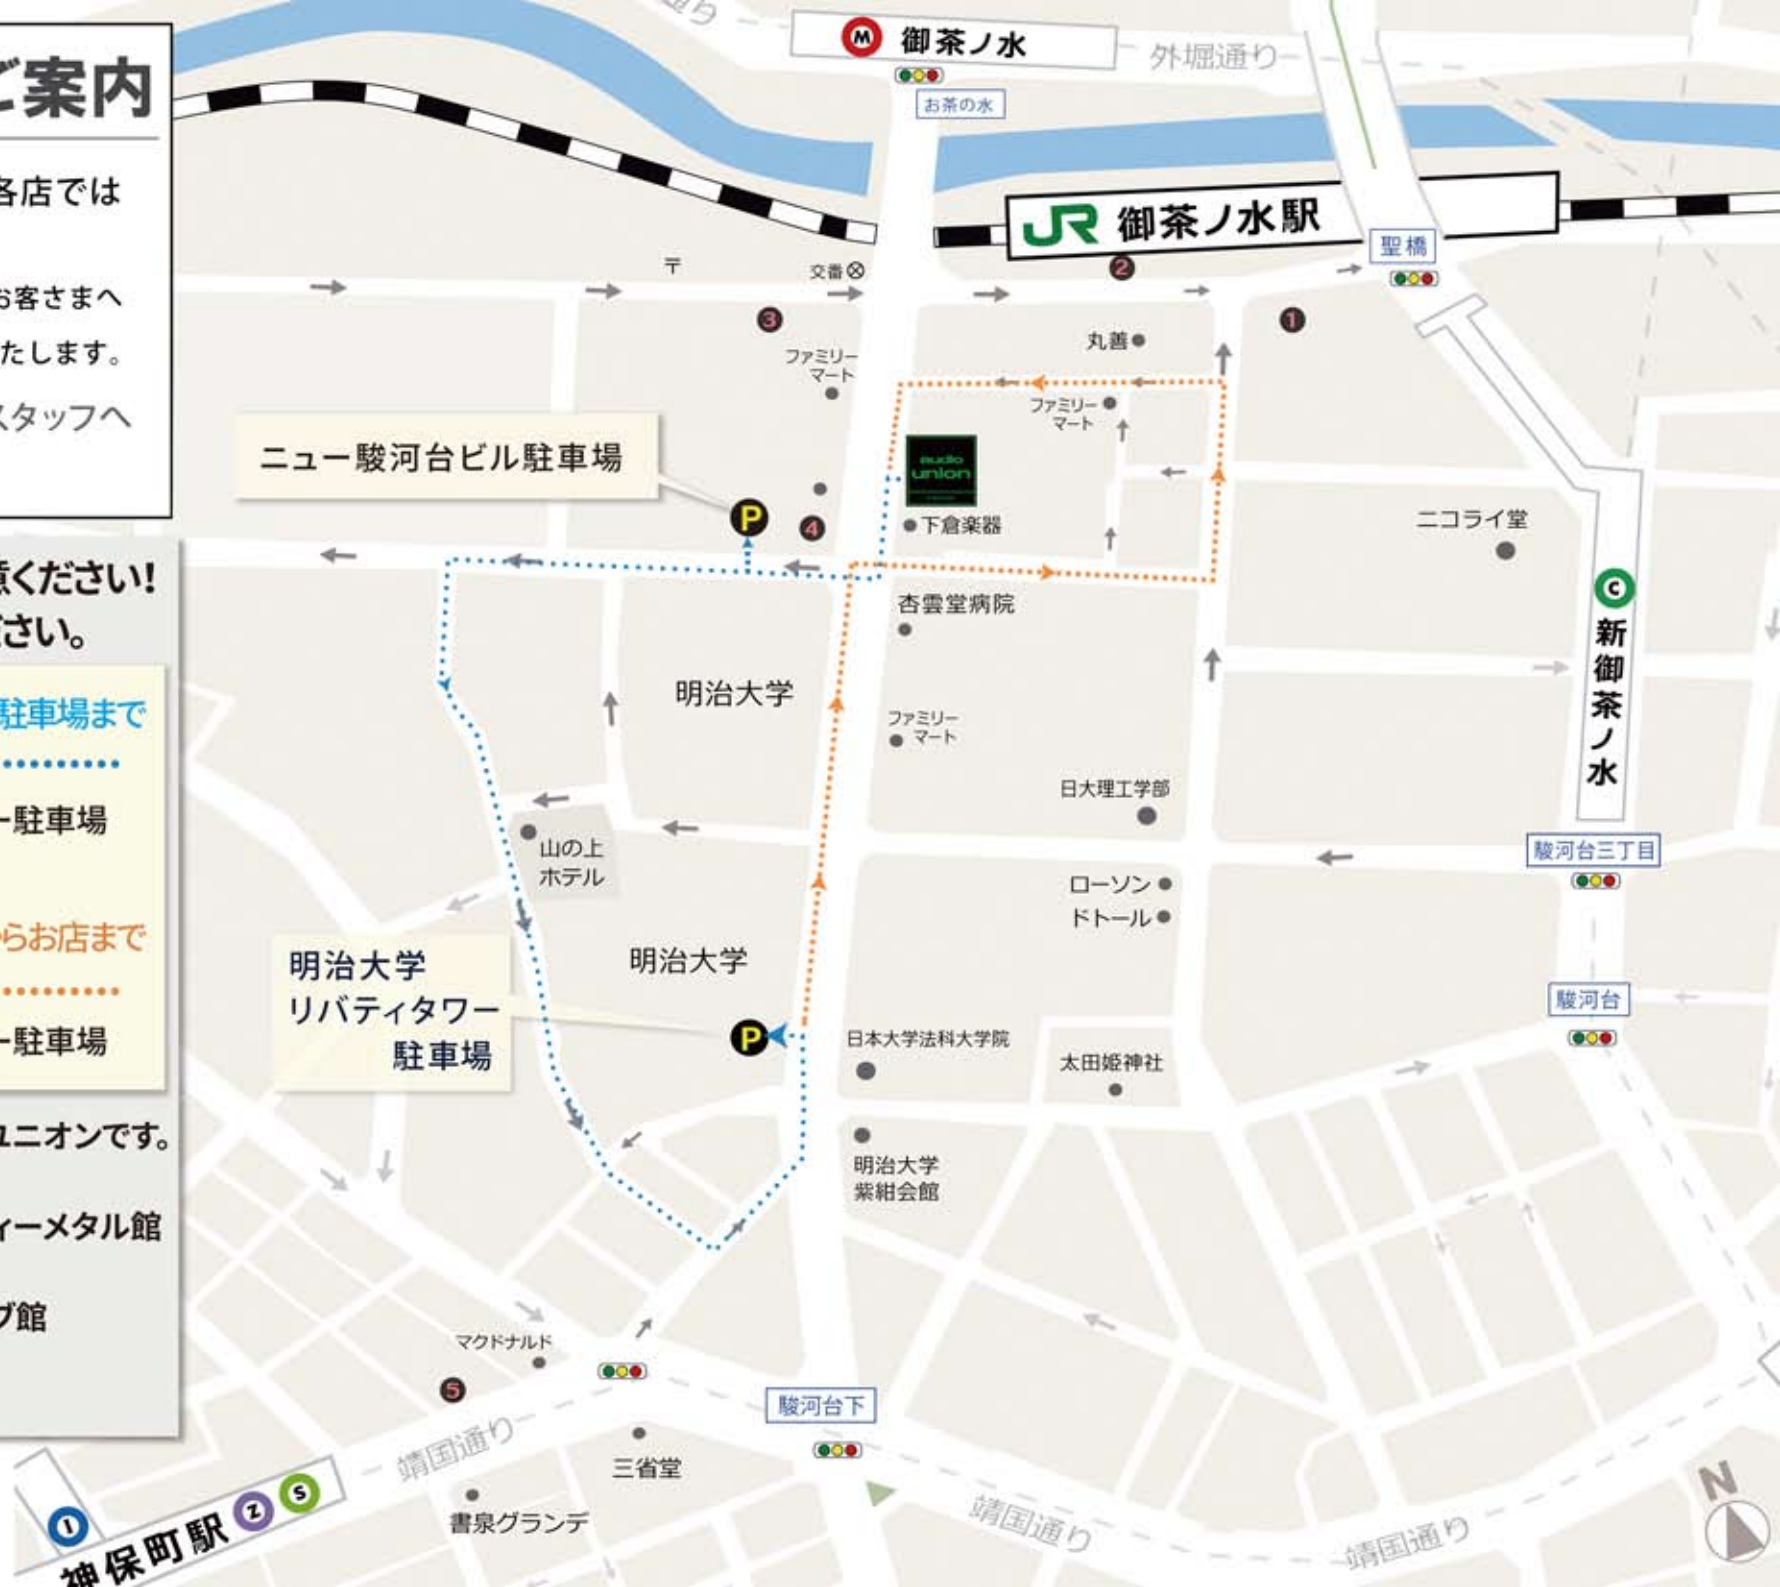 ご案内
各店では
お客さまへ
たします。
スタッフへ
意ください!
ださい。
駐車場まで
ー駐車場
らお店まで
ー駐車場
ユニオンです。
ィーメタル館
ブ館
M 御茶ノ水
外堀通り
お茶の水
JR 御茶ノ水駅
聖橋
〒
交番
2
3
1
丸善
ファミリー
マート
ファミリー
マート
ニュー駿河台ビル駐車場
P
4
audio
union
下倉楽器
ニコライ堂
杏雲堂病院
C
新御茶ノ水
明治大学
ファミリー
マート
日大理工学部
山の上
ホテル
駿河台三丁目
ローソン
ドトール
明治大学
明治大学
リバティタワー
駐車場
P
駿河台
日本大学法科大学院
太田姫神社
明治大学
紫紺会館
マクドナルド
5
駿河台下
靖国通り
三省堂
書泉グランデ
I 神保町駅 Z S
靖国通り
靖国通り
N